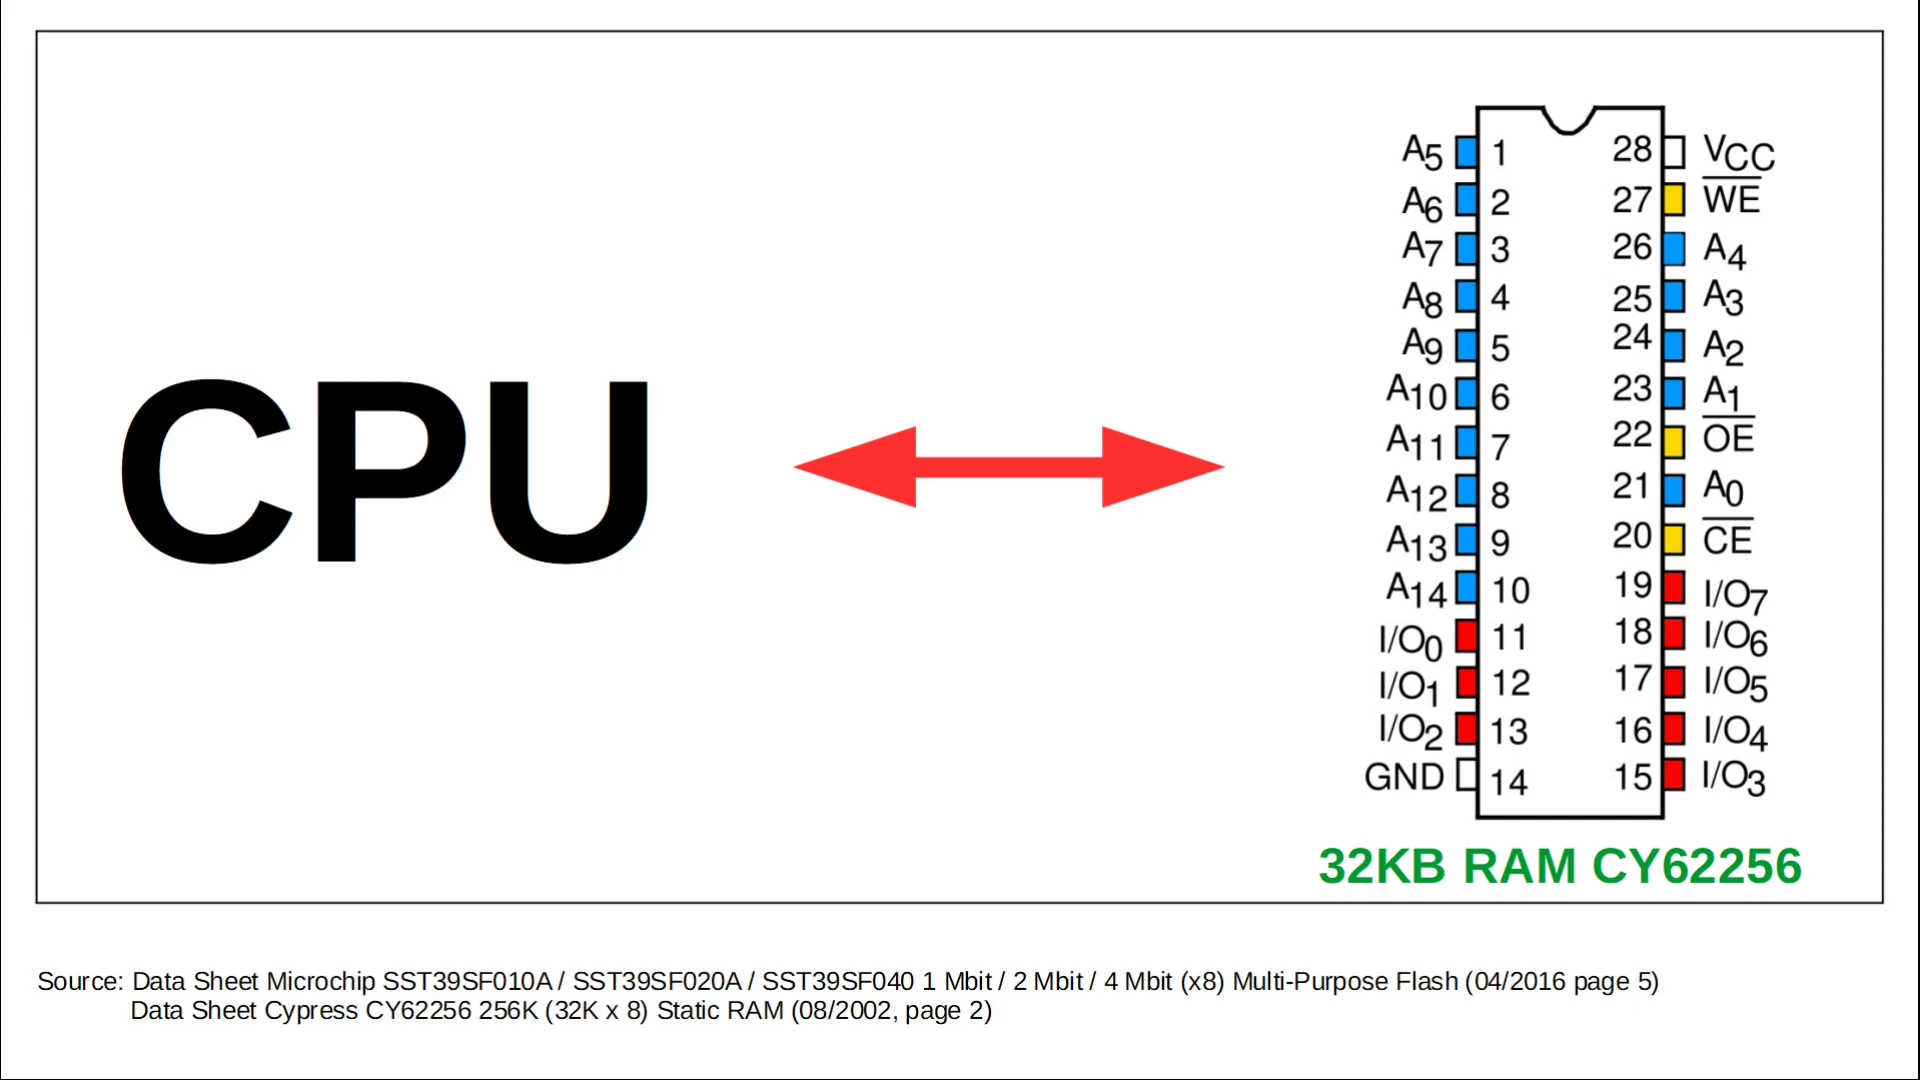 CPU
A5 1 28 VCC
A6 2 27 WE
A7 3 26 A4
A8 4 25 A3
A9 5 24 A2
A10 6 23 A1
A11 7 22 OE
A12 8 21 A0
A13 9 20 CE
A14 10 19 I/O7
I/O0 11 18 I/O6
I/O1 12 17 I/O5
I/O2 13 16 I/O4
GND 14 15 I/O3
32KB RAM CY62256
Source: Data Sheet Microchip SST39SF010A / SST39SF020A / SST39SF040 1 Mbit / 2 Mbit / 4 Mbit (x8) Multi-Purpose Flash (04/2016 page 5)
Data Sheet Cypress CY62256 256K (32K x 8) Static RAM (08/2002, page 2)